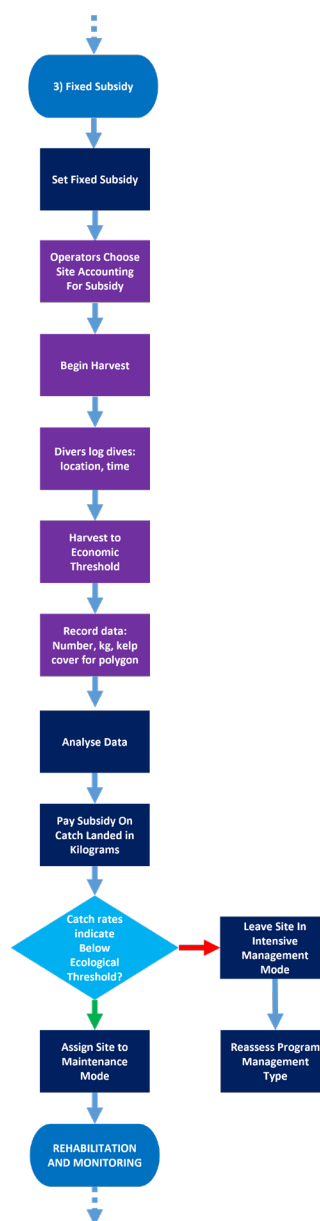 3) Fixed Subsidy
Set Fixed Subsidy
Operators Choose
Site Accounting
For Subsidy
Begin Harvest
Divers log dives:
location, time
Harvest to
Economic
Threshold
Record data:
Number, kg, kelp
cover for polygon
Analyse Data
Pay Subsidy On
Catch Landed in
Kilograms
Catch rates
indicate
Below
Ecological
Threshold?
Leave Site In
Intensive
Management
Mode
Assign Site to
Maintenance
Mode
Reassess Program
Management
Type
REHABILITATION
AND MONITORING